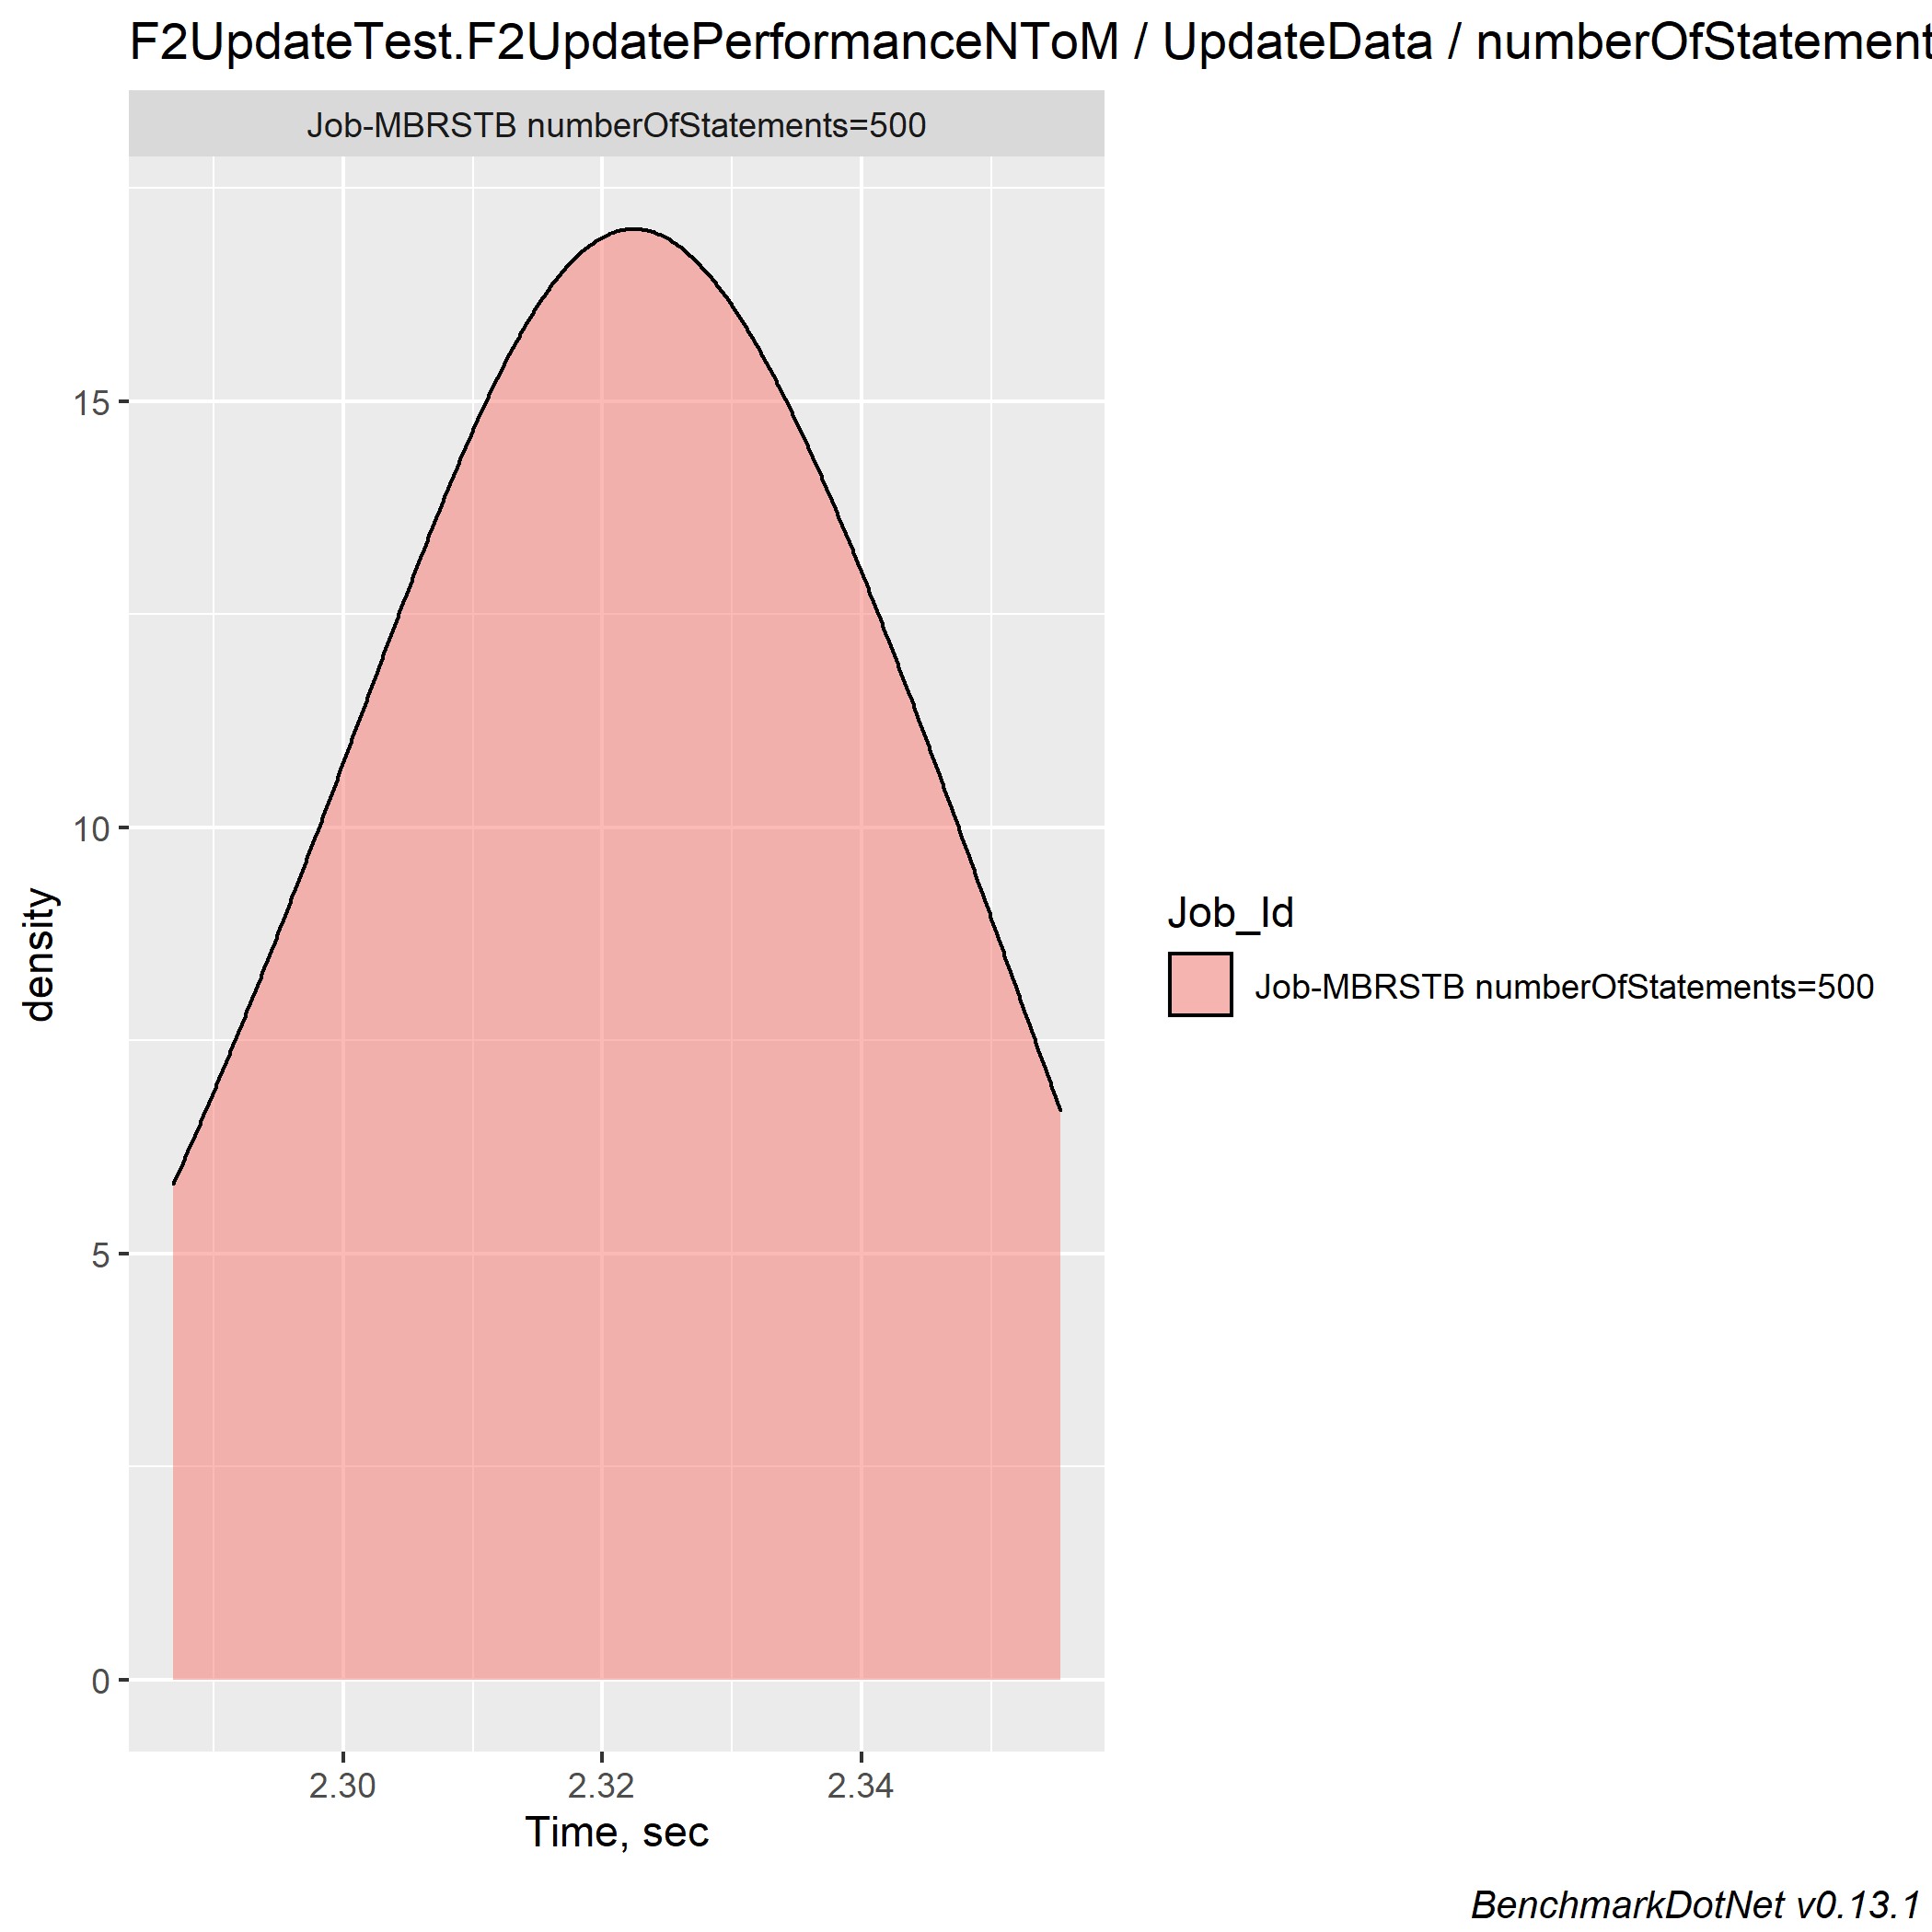 F2UpdateTest.F2UpdatePerformanceNToM / UpdateData / numberOfStatement
Job-MBRSTB numberOfStatements=500
15
10
5
0
density
2.30 2.32 2.34
Time, sec
Job_Id
Job-MBRSTB numberOfStatements=500
BenchmarkDotNet v0.13.1